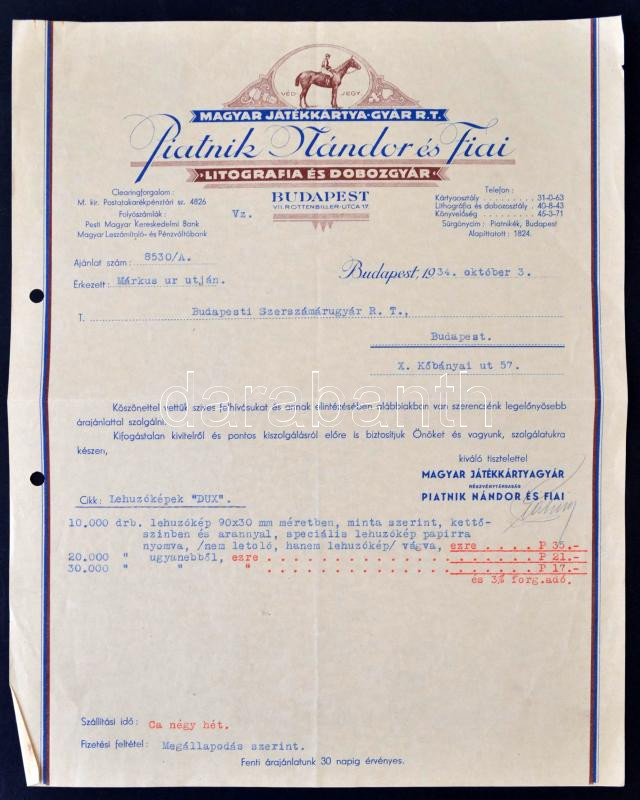 VÉD JEGY.
MAGYAR JÁTÉKKÁRTYA-GYÁR R.T.
Piatnik Nándor és Fiai
LITOGRAFIA ÉS DOBOZGYÁR
BUDAPEST
VII. ROTTENBILLER-UTCA 17.
Clearingforgalom:
M. kir. Postatakarékpénztári sz. 4826
Folyószámlák:
Pesti Magyar Kereskedelmi Bank
Magyar Leszámítoló- és Pénzváltóbank
Vz.
Telefon:
Kártyaosztály 31-0-63
Lithográfia és dobozosztály 40-8-43
Könyvelőség 45-3-71
Sürgönycím: Piatnikék, Budapest
Alapíttatott: 1824.
Ajánlat szám: 8530/A.
Érkezett: Márkus ur utján.
Budapest, 1934. október 3.
T. Budapesti Szerszámárugyár R. T.,
Budapest.
X. Kőbányai ut 57.
darabanth
Köszönettel vettük szíves felhívásukat és annak elintézésében alábbiakban van szerencsénk legelőnyösebb
árajánlattal szolgálni.
Kifogástalan kivitelről és pontos kiszolgálásról előre is biztosítjuk Önöket és vagyunk, szolgálatukra
készen,
kiváló tisztelettel
MAGYAR JÁTÉKKÁRTYAGYÁR
RÉSZVÉNYTÁRSASÁG
PIATNIK NÁNDOR ÉS FIAI
Cikk: Lehuzóképek "DUX".
10.000 drb. lehuzókép 90x30 mm méretben, minta szerint, kettő-
szinben és arannyal, speciális lehuzókép papirra
nyomva, /nem letoló, hanem lehuzókép/ vágva, ezre .... P 35.-
20.000 " ugyanebből, ezre .................. P 21.-
30.000 " " " .................. P 17.-
és 3% forg.adó.
Szállítási idő: Ca négy hét.
Fizetési feltétel: Megállapodás szerint.
Fenti árajánlatunk 30 napig érvényes.